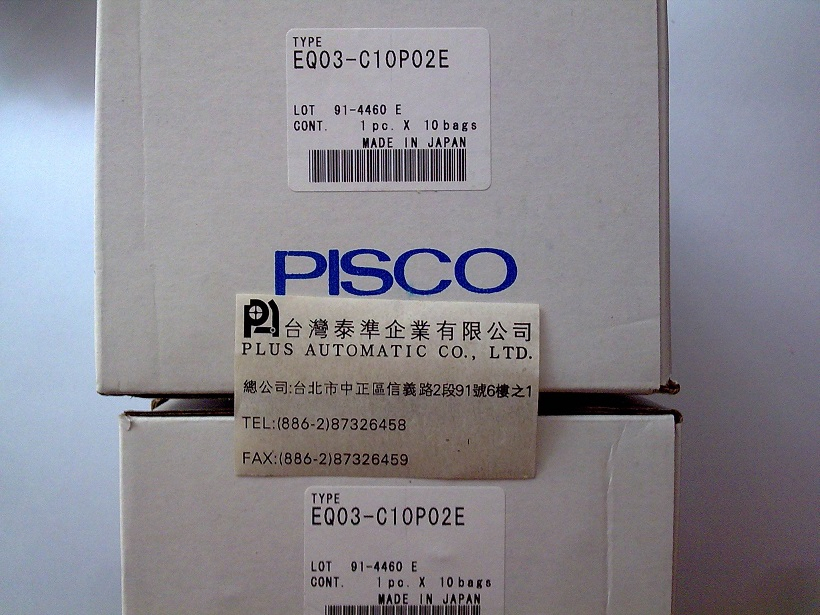 TYPE
EQ03-C10P02E
LOT 91-4460 E
CONT. 1pc. X 10bags
MADE IN JAPAN
PISCO
台灣泰準企業有限公司
PLUS AUTOMATIC CO., LTD.
總公司:台北市中正區信義路2段91號6樓之1
TEL:(886-2)87326458
FAX:(886-2)87326459
TYPE
EQ03-C10P02E
LOT 91-4460 E
CONT. 1pc. X 10bags
MADE IN JAPAN